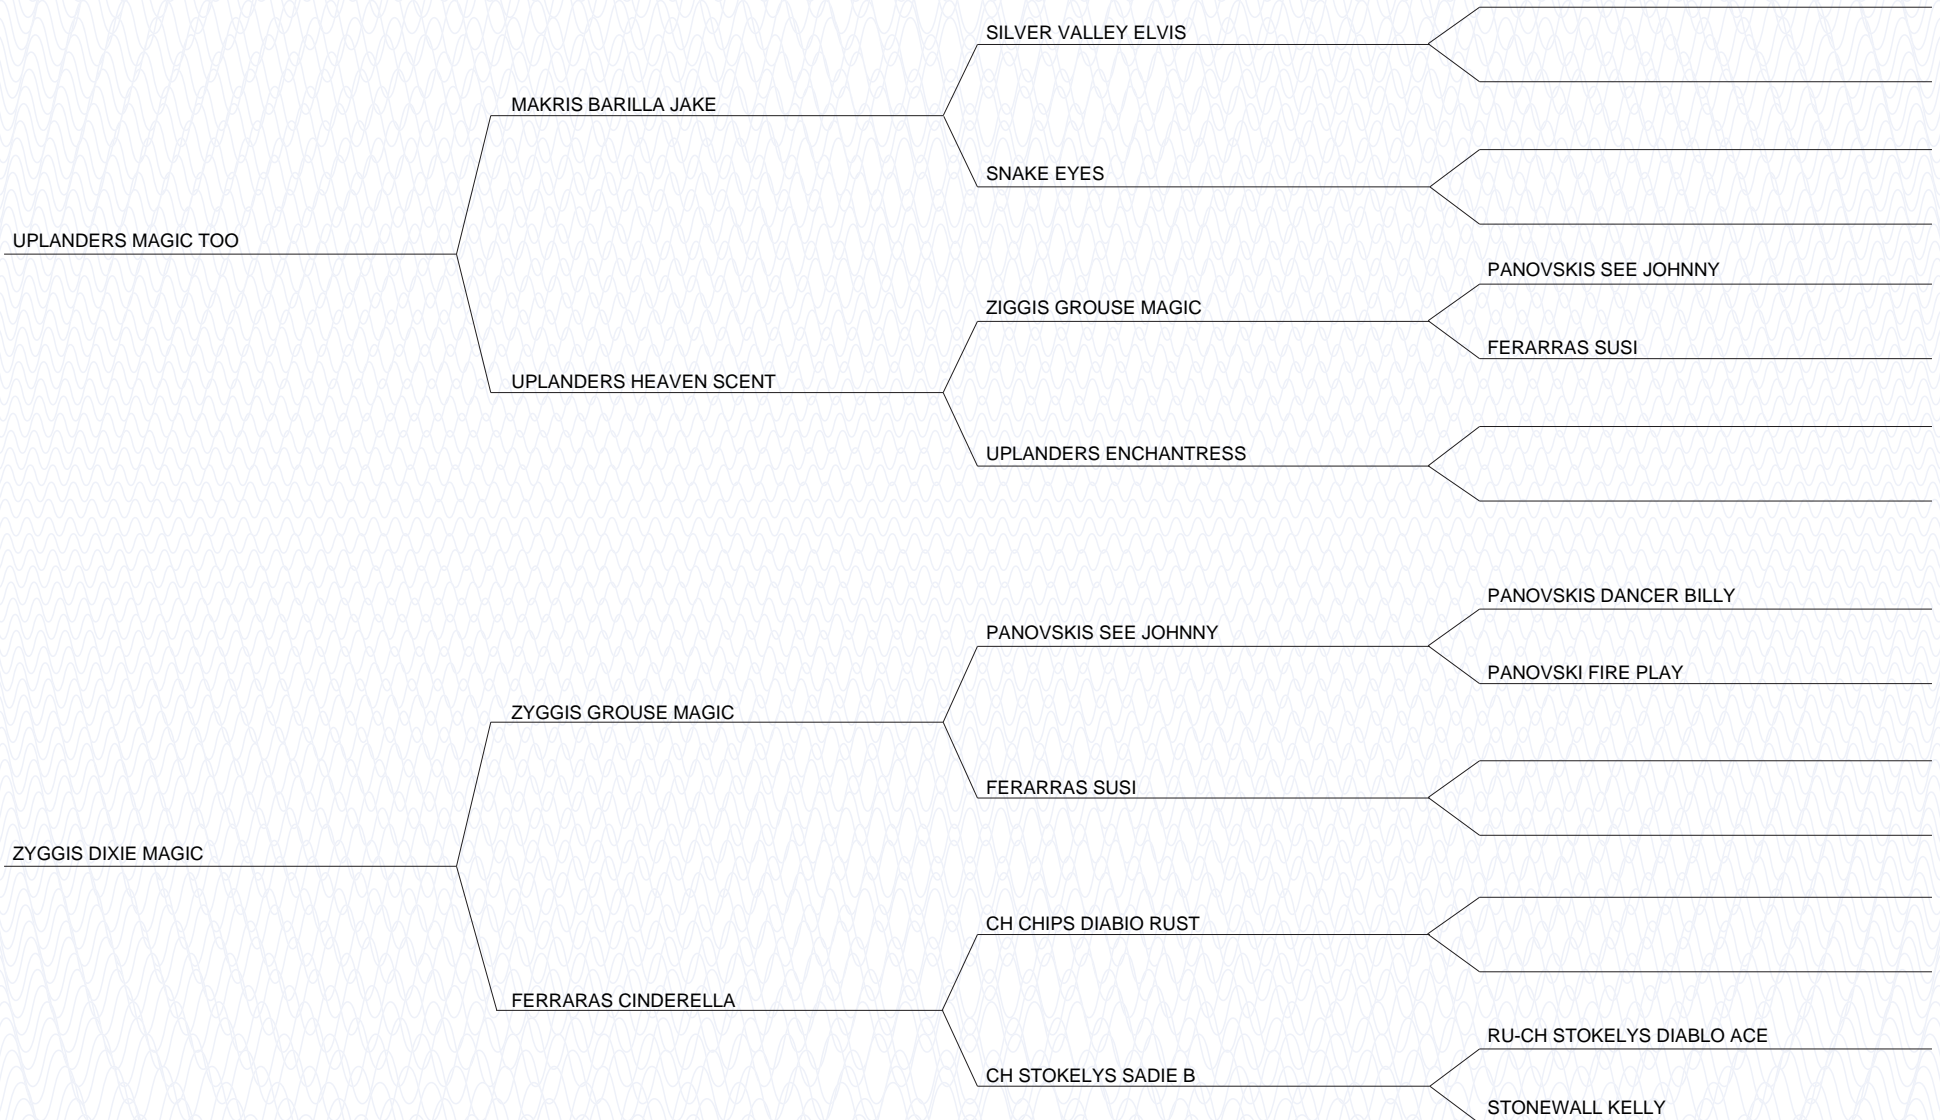 SILVER VALLEY ELVIS
MAKRIS BARILLA JAKE
SNAKE EYES
UPLANDERS MAGIC TOO
PANOVSKIS SEE JOHNNY
ZIGGIS GROUSE MAGIC
FERARRAS SUSI
UPLANDERS HEAVEN SCENT
UPLANDERS ENCHANTRESS
PANOVSKIS DANCER BILLY
PANOVSKIS SEE JOHNNY
PANOVSKI FIRE PLAY
ZYGGIS GROUSE MAGIC
FERARRAS SUSI
ZYGGIS DIXIE MAGIC
CH CHIPS DIABIO RUST
FERRARAS CINDERELLA
RU-CH STOKELYS DIABLO ACE
CH STOKELYS SADIE B
STONEWALL KELLY